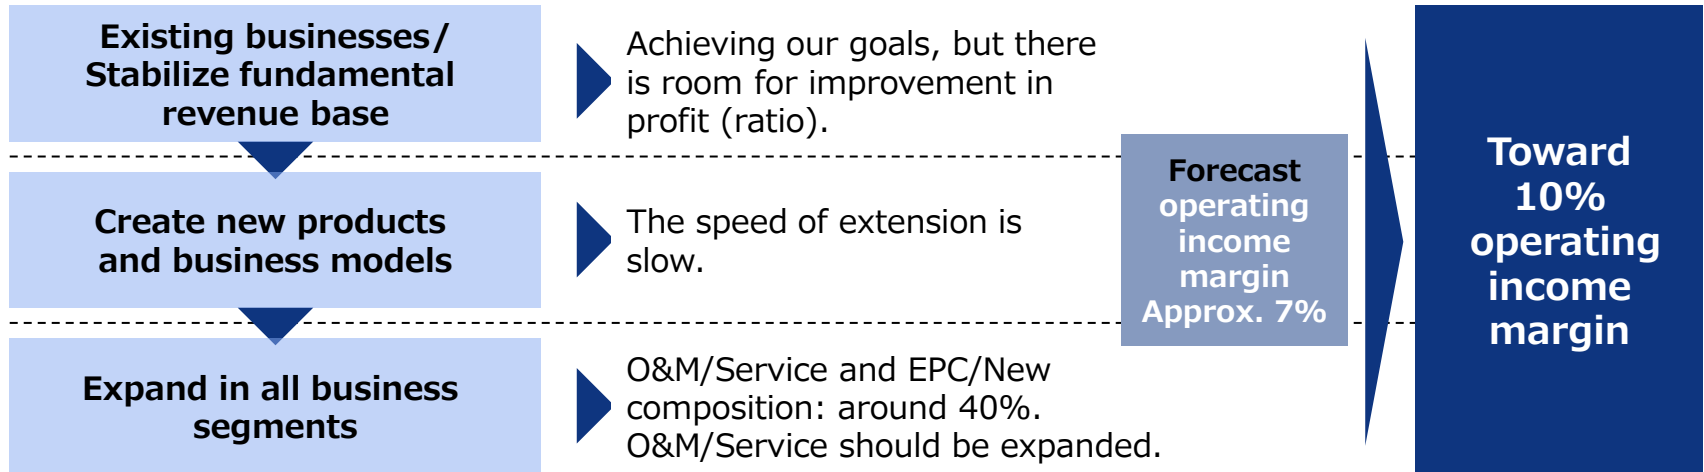 Existing businesses/
Stabilize fundamental
revenue base
Achieving our goals, but there
is room for improvement in
profit (ratio).
Create new products
and business models
The speed of extension is
slow.
Expand in all business
segments
O&M/Service and EPC/New
composition: around 40%.
O&M/Service should be expanded.
Forecast
operating
income
margin
Approx. 7%
Toward
10%
operating
income
margin